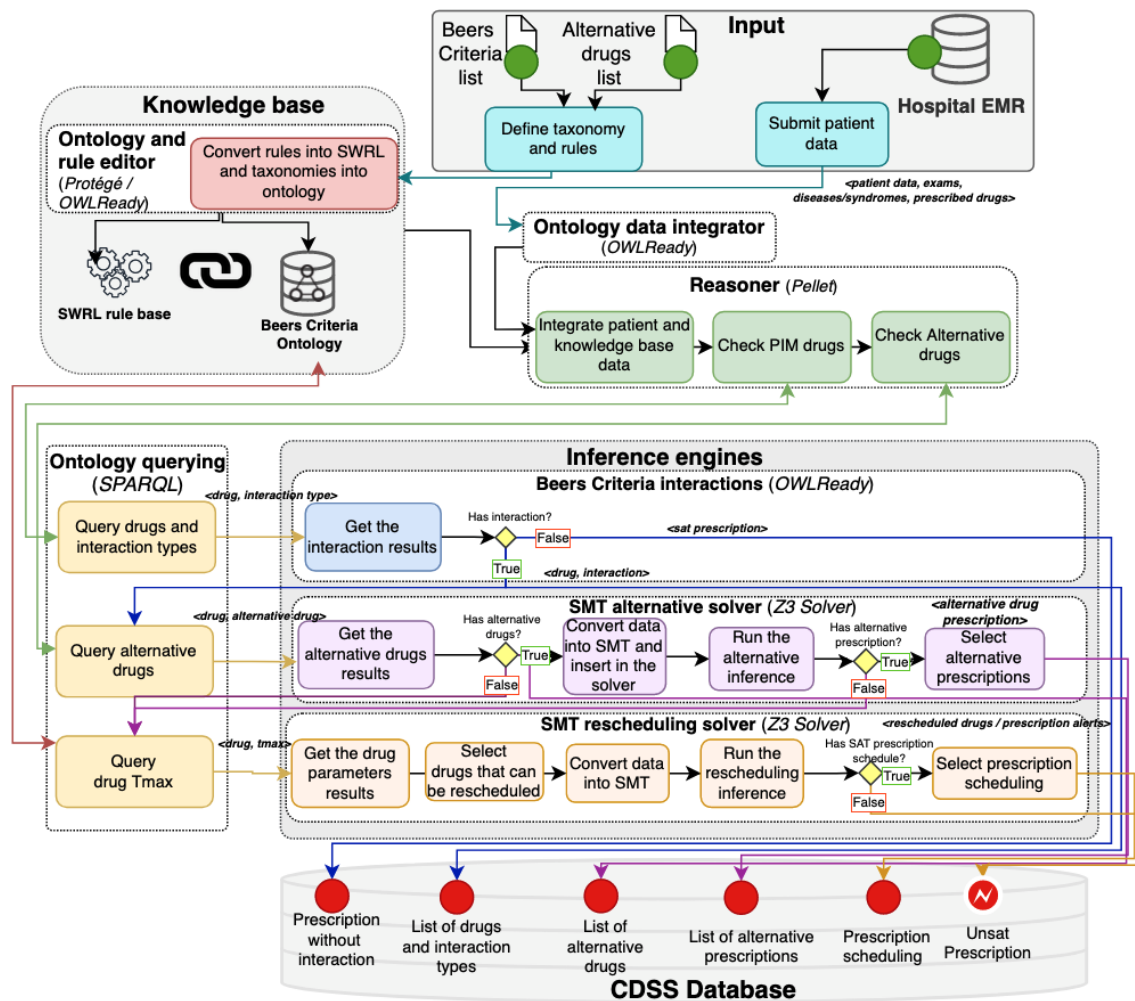 Input
Beers
Criteria
list
Alternative
drugs
list
Hospital EMR
Define taxonomy
and rules
Submit patient
data
<patient data, exams,
diseases/syndromes, prescribed drugs>
Knowledge base
Ontology and
rule editor
(Protégé /
OWLReady)
Convert rules into SWRL
and taxonomies into
ontology
SWRL rule base
Beers Criteria
Ontology
Ontology data integrator
(OWLReady)
Reasoner (Pellet)
Integrate patient and
knowledge base
data
Check PIM drugs
Check Alternative
drugs
Ontology querying
(SPARQL)
<drug, interaction type>
Query drugs and
interaction types
<drug, alternative drug>
Query alternative
drugs
<drug, tmax>
Query
drug Tmax
Inference engines
Beers Criteria interactions (OWLReady)
Get the
interaction results
Has interaction?
False
True
<sat prescription>
<drug, interaction>
SMT alternative solver (Z3 Solver)
<alternative drug
prescription>
Get the
alternative drugs
results
Has alternative
drugs?
True
False
Convert data
into SMT and
insert in the
solver
Run the
alternative
inference
Has alternative
prescription?
True
False
Select
alternative
prescriptions
SMT rescheduling solver (Z3 Solver)
<rescheduled drugs / prescription alerts>
Get the drug
parameters
results
Select
drugs that can
be rescheduled
Convert data
into SMT
Run the
rescheduling
inference
Has SAT prescription
schedule?
True
False
Select prescription
scheduling
Prescription
without
interaction
List of drugs
and interaction
types
List of
alternative
drugs
List of alternative
prescriptions
Prescription
scheduling
Unsat
Prescription
CDSS Database